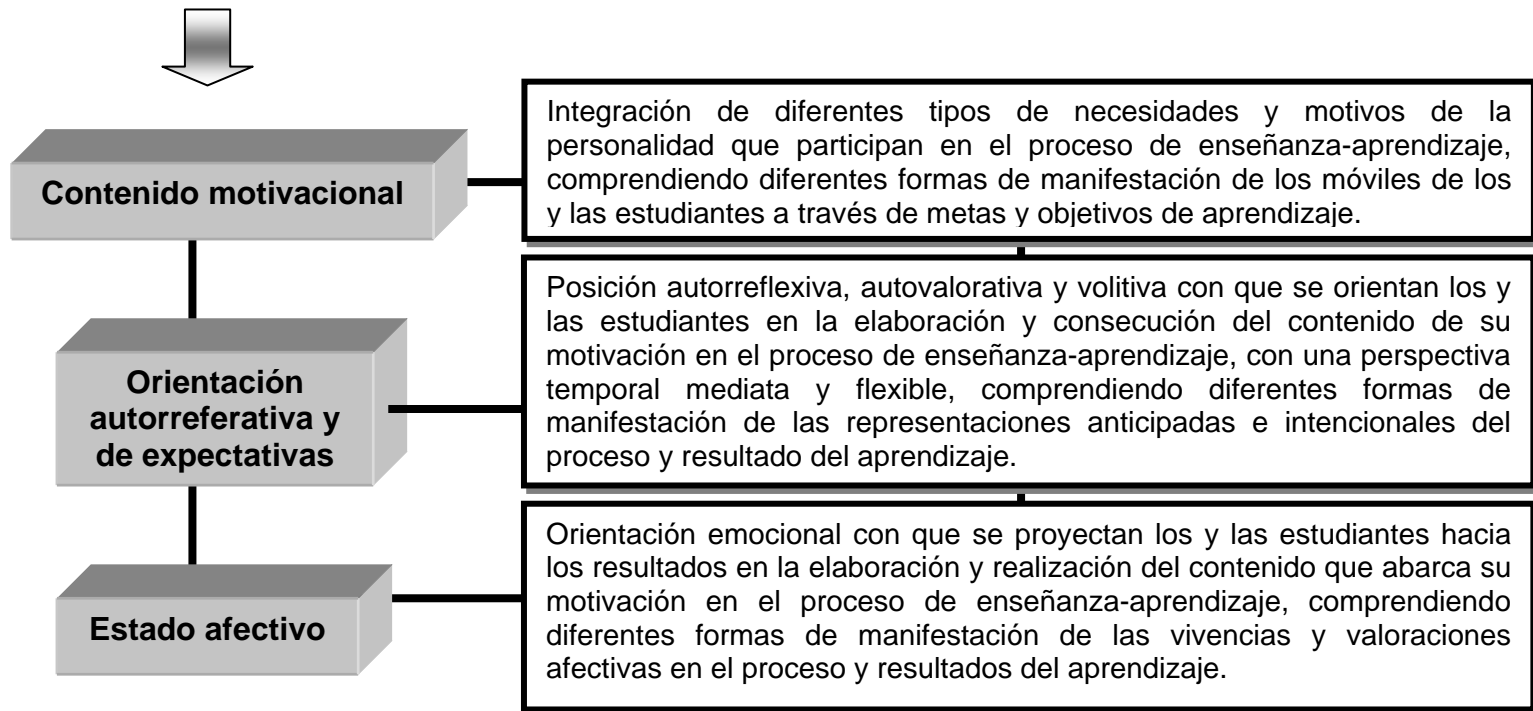 Contenido motivacional
Integración de diferentes tipos de necesidades y motivos de la
personalidad que participan en el proceso de enseñanza-aprendizaje,
comprendiendo diferentes formas de manifestación de los móviles de los
y las estudiantes a través de metas y objetivos de aprendizaje.
Orientación
autorreferativa y
de expectativas
Posición autorreflexiva, autovalorativa y volitiva con que se orientan los y
las estudiantes en la elaboración y consecución del contenido de su
motivación en el proceso de enseñanza-aprendizaje, con una perspectiva
temporal mediata y flexible, comprendiendo diferentes formas de
manifestación de las representaciones anticipadas e intencionales del
proceso y resultado del aprendizaje.
Estado afectivo
Orientación emocional con que se proyectan los y las estudiantes hacia
los resultados en la elaboración y realización del contenido que abarca su
motivación en el proceso de enseñanza-aprendizaje, comprendiendo
diferentes formas de manifestación de las vivencias y valoraciones
afectivas en el proceso y resultados del aprendizaje.